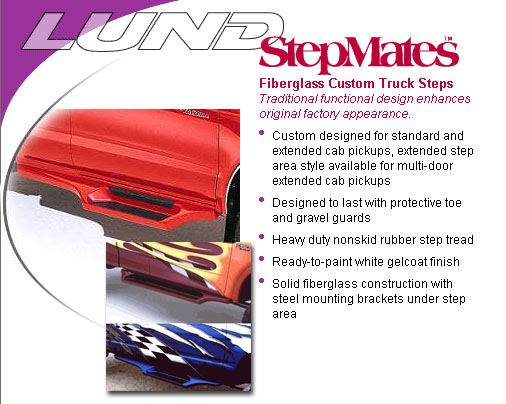 LUND
StepMates™
Fiberglass Custom Truck Steps
Traditional functional design enhances
original factory appearance.
• Custom designed for standard and
extended cab pickups, extended step
area style available for multi-door
extended cab pickups
• Designed to last with protective toe
and gravel guards
• Heavy duty nonskid rubber step tread
• Ready-to-paint white gelcoat finish
• Solid fiberglass construction with
steel mounting brackets under step
area